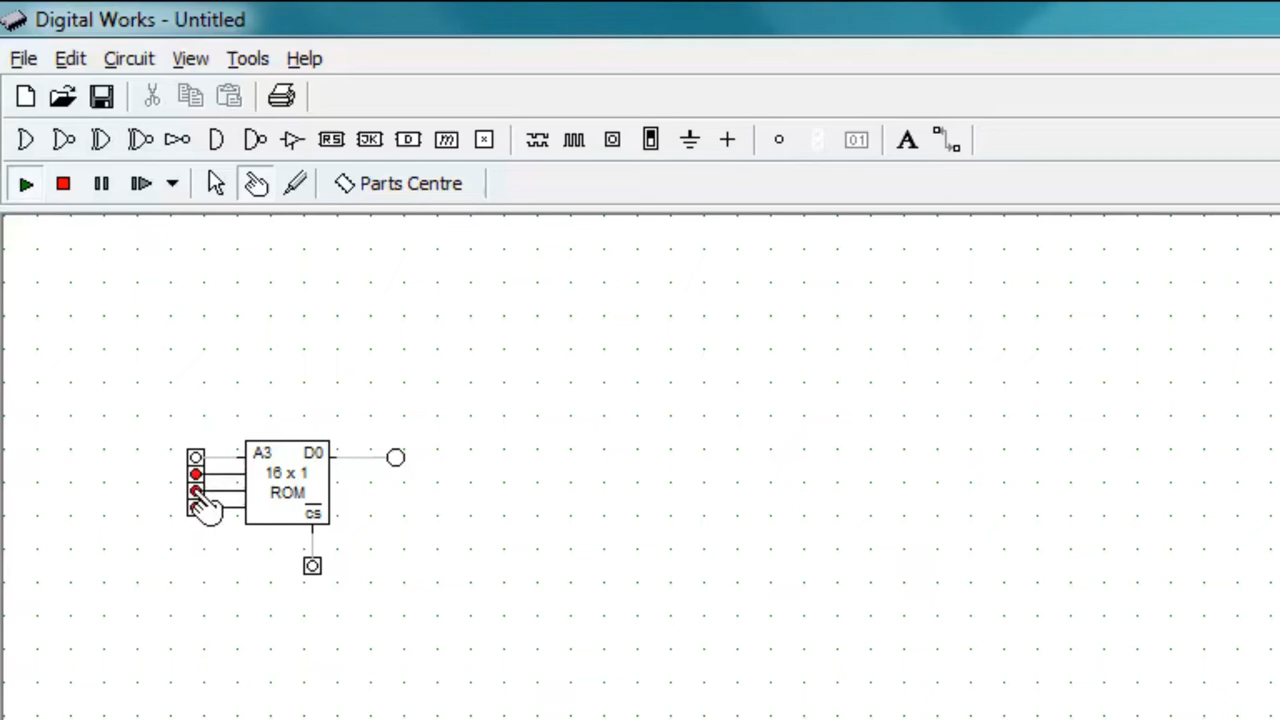 Digital Works - Untitled
File Edit Circuit View Tools Help
RS JK D m x 01 A
Parts Centre
A3 D0
16 x 1
ROM
cs